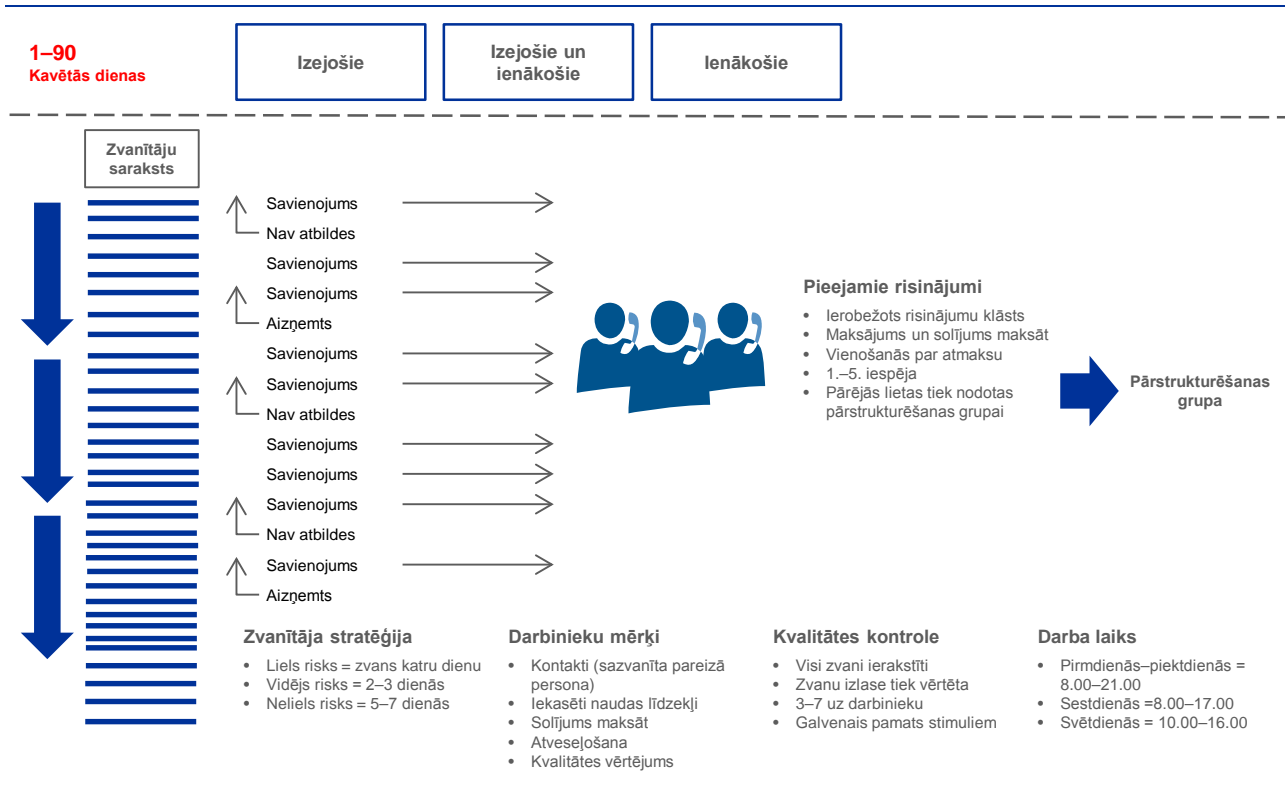 1–90
Kavētās dienas
Izejošie
Izejošie un
ienākošie
Ienākošie
Zvanītāju
saraksts
Savienojums
Nav atbildes
Savienojums
Savienojums
Aizņemts
Savienojums
Savienojums
Nav atbildes
Savienojums
Savienojums
Savienojums
Nav atbildes
Savienojums
Aizņemts
Pieejamie risinājumi
• Ierobežots risinājumu klāsts
• Maksājums un solījums maksāt
• Vienošanās par atmaksu
• 1.–5. iespēja
• Pārējās lietas tiek nodotas
pārstrukturēšanas grupai
Pārstrukturēšanas
grupa
Zvanītāja stratēģija
• Liels risks = zvans katru dienu
• Vidējs risks = 2–3 dienās
• Neliels risks = 5–7 dienās
Darbinieku mērķi
• Kontakti (sazvanīta pareizā
persona)
• Iekasēti naudas līdzekļi
• Solījums maksāt
• Atveseļošana
• Kvalitātes vērtējums
Kvalitātes kontrole
• Visi zvani ierakstīti
• Zvanu izlase tiek vērtēta
• 3–7 uz darbinieku
• Galvenais pamats stimuliem
Darba laiks
• Pirmdienās–piektdienās =
8.00–21.00
• Sestdienās =8.00–17.00
• Svētdienās = 10.00–16.00